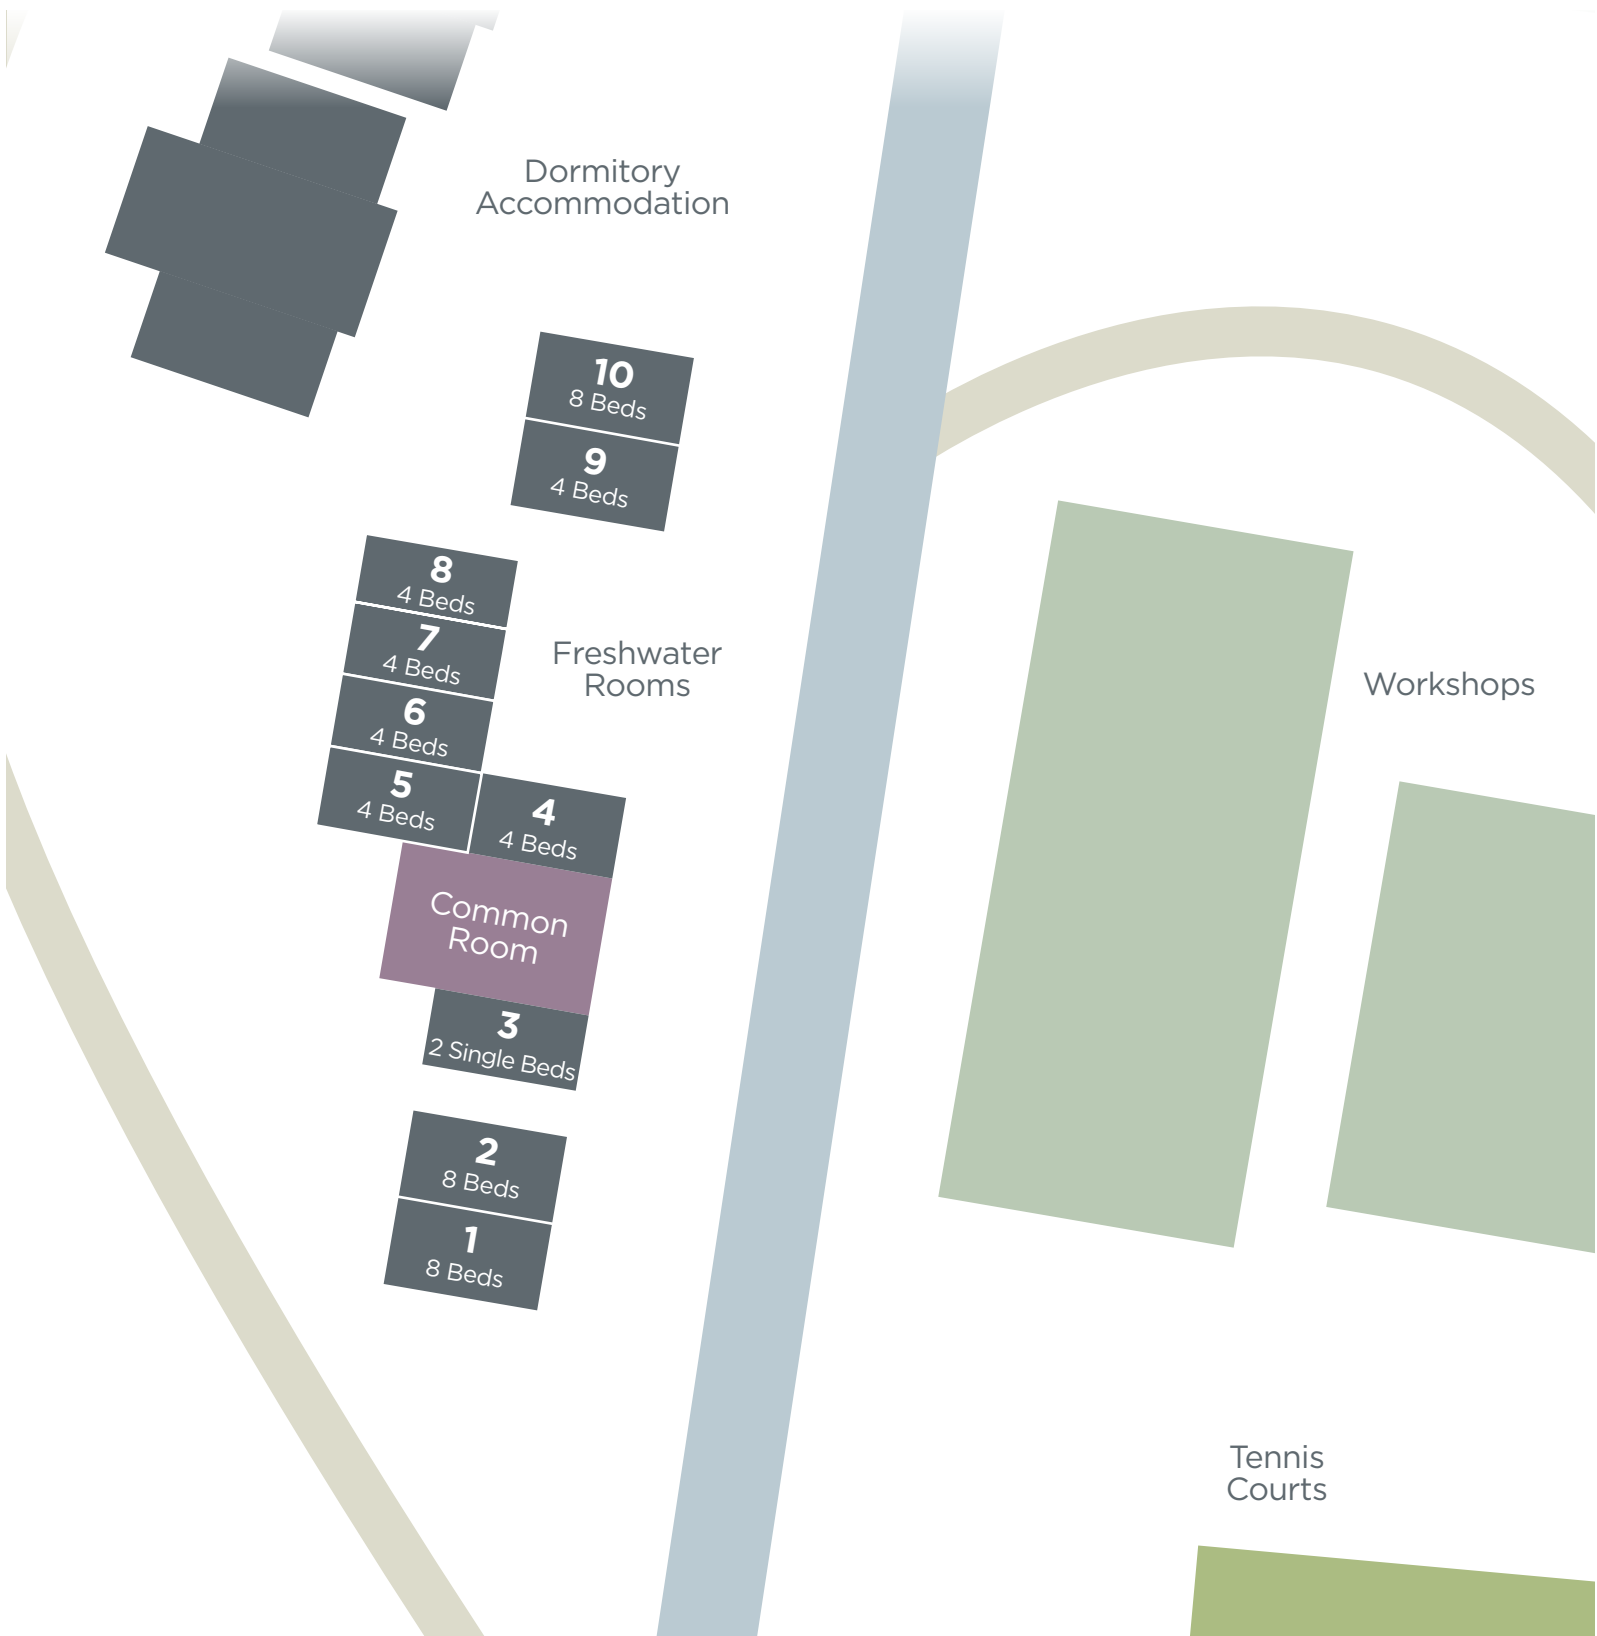 Dormitory
Accommodation
10
8 Beds
9
4 Beds
8
4 Beds
7
4 Beds
Freshwater
Rooms
Workshops
6
4 Beds
5
4 Beds
4
4 Beds
Common
Room
3
2 Single Beds
2
8 Beds
1
8 Beds
Tennis
Courts